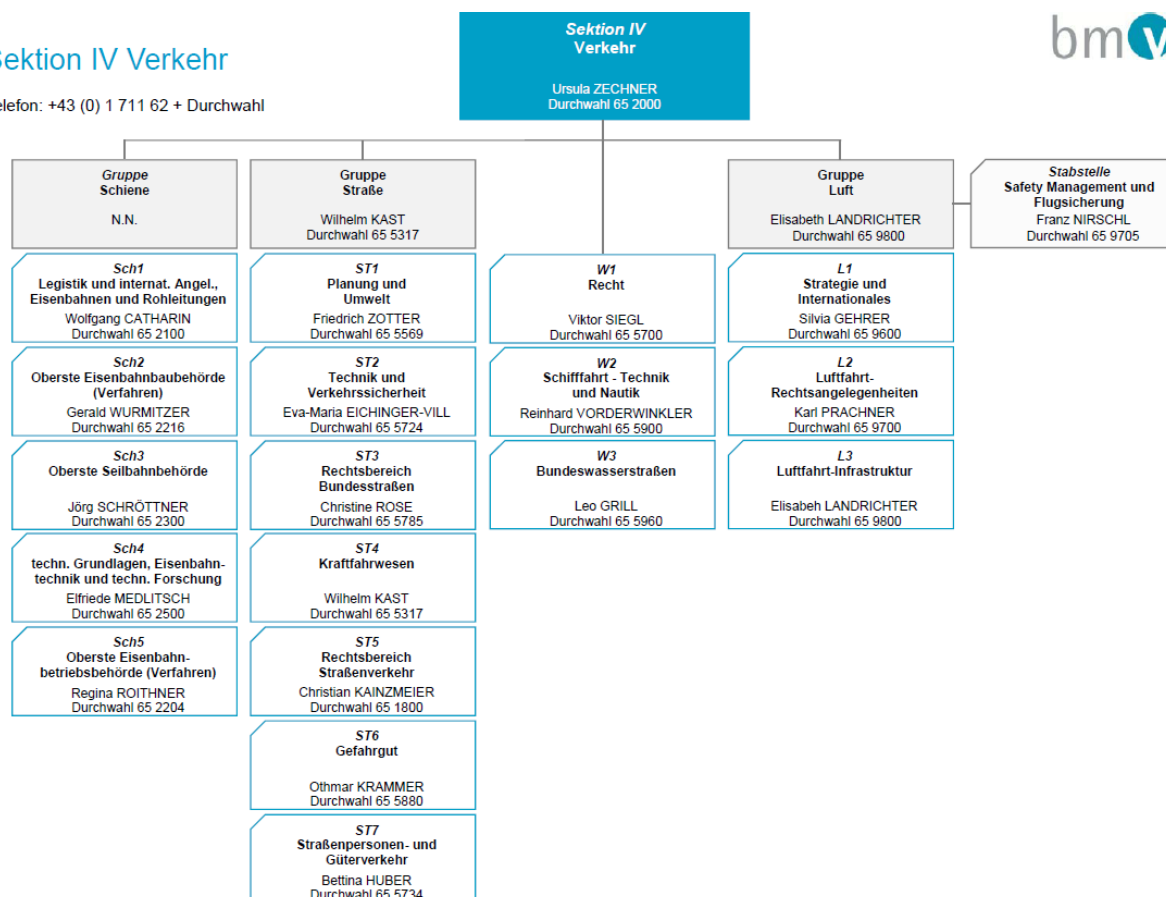 Sektion IV
Verkehr
Ursula ZECHNER
Durchwahl 65 2000
bmv
ektion IV Verkehr
elefon: +43 (0) 1 711 62 + Durchwahl
Gruppe
Schiene
N.N.
Gruppe
Straße
Wilhelm KAST
Durchwahl 65 5317
Gruppe
Luft
Elisabeth LANDRICHTER
Durchwahl 65 9800
Stabstelle
Safety Management und
Flugsicherung
Franz NIRSCHL
Durchwahl 65 9705
Sch1
Legistik und internat. Angel.,
Eisenbahnen und Rohleitungen
Wolfgang CATHARIN
Durchwahl 65 2100
Sch2
Oberste Eisenbahnbaubehörde
(Verfahren)
Gerald WURMITZER
Durchwahl 65 2216
Sch3
Oberste Seilbahnbehörde
Jörg SCHRÖTTNER
Durchwahl 65 2300
Sch4
techn. Grundlagen, Eisenbahn-
technik und techn. Forschung
Elfriede MEDLITSCH
Durchwahl 65 2500
Sch5
Oberste Eisenbahn-
betriebsbehörde (Verfahren)
Regina ROITHNER
Durchwahl 65 2204
ST1
Planung und
Umwelt
Friedrich ZOTTER
Durchwahl 65 5569
ST2
Technik und
Verkehrssicherheit
Eva-Maria EICHINGER-VILL
Durchwahl 65 5724
ST3
Rechtsbereich
Bundesstraßen
Christine ROSE
Durchwahl 65 5785
ST4
Kraftfahrwesen
Wilhelm KAST
Durchwahl 65 5317
ST5
Rechtsbereich
Straßenverkehr
Christian KAINZMEIER
Durchwahl 65 1800
ST6
Gefahrgut
Othmar KRAMMER
Durchwahl 65 5880
ST7
Straßenpersonen- und
Güterverkehr
Bettina HUBER
Durchwahl 65 5734
W1
Recht
Viktor SIEGL
Durchwahl 65 5700
W2
Schifffahrt - Technik
und Nautik
Reinhard VORDERWINKLER
Durchwahl 65 5900
W3
Bundeswasserstraßen
Leo GRILL
Durchwahl 65 5960
L1
Strategie und
Internationales
Silvia GEHRER
Durchwahl 65 9600
L2
Luftfahrt-
Rechtsangelegenheiten
Karl PRACHNER
Durchwahl 65 9700
L3
Luftfahrt-Infrastruktur
Elisabeh LANDRICHTER
Durchwahl 65 9800